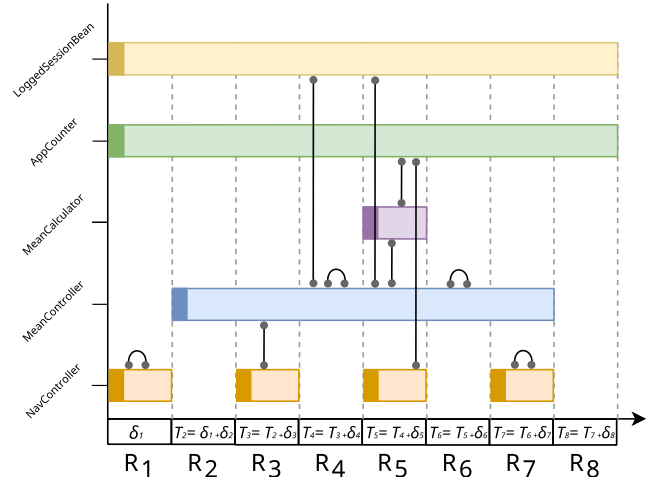 LoggedSessionBean
AppCounter
MeanCalculator
MeanController
NavController
δ1 T2= δ1+δ2 T3= T2+δ3 T4= T3+δ4 T5= T4+δ5 T6= T5+δ6 T7= T6+δ7 T8= T7+δ8
R1 R2 R3 R4 R5 R6 R7 R8